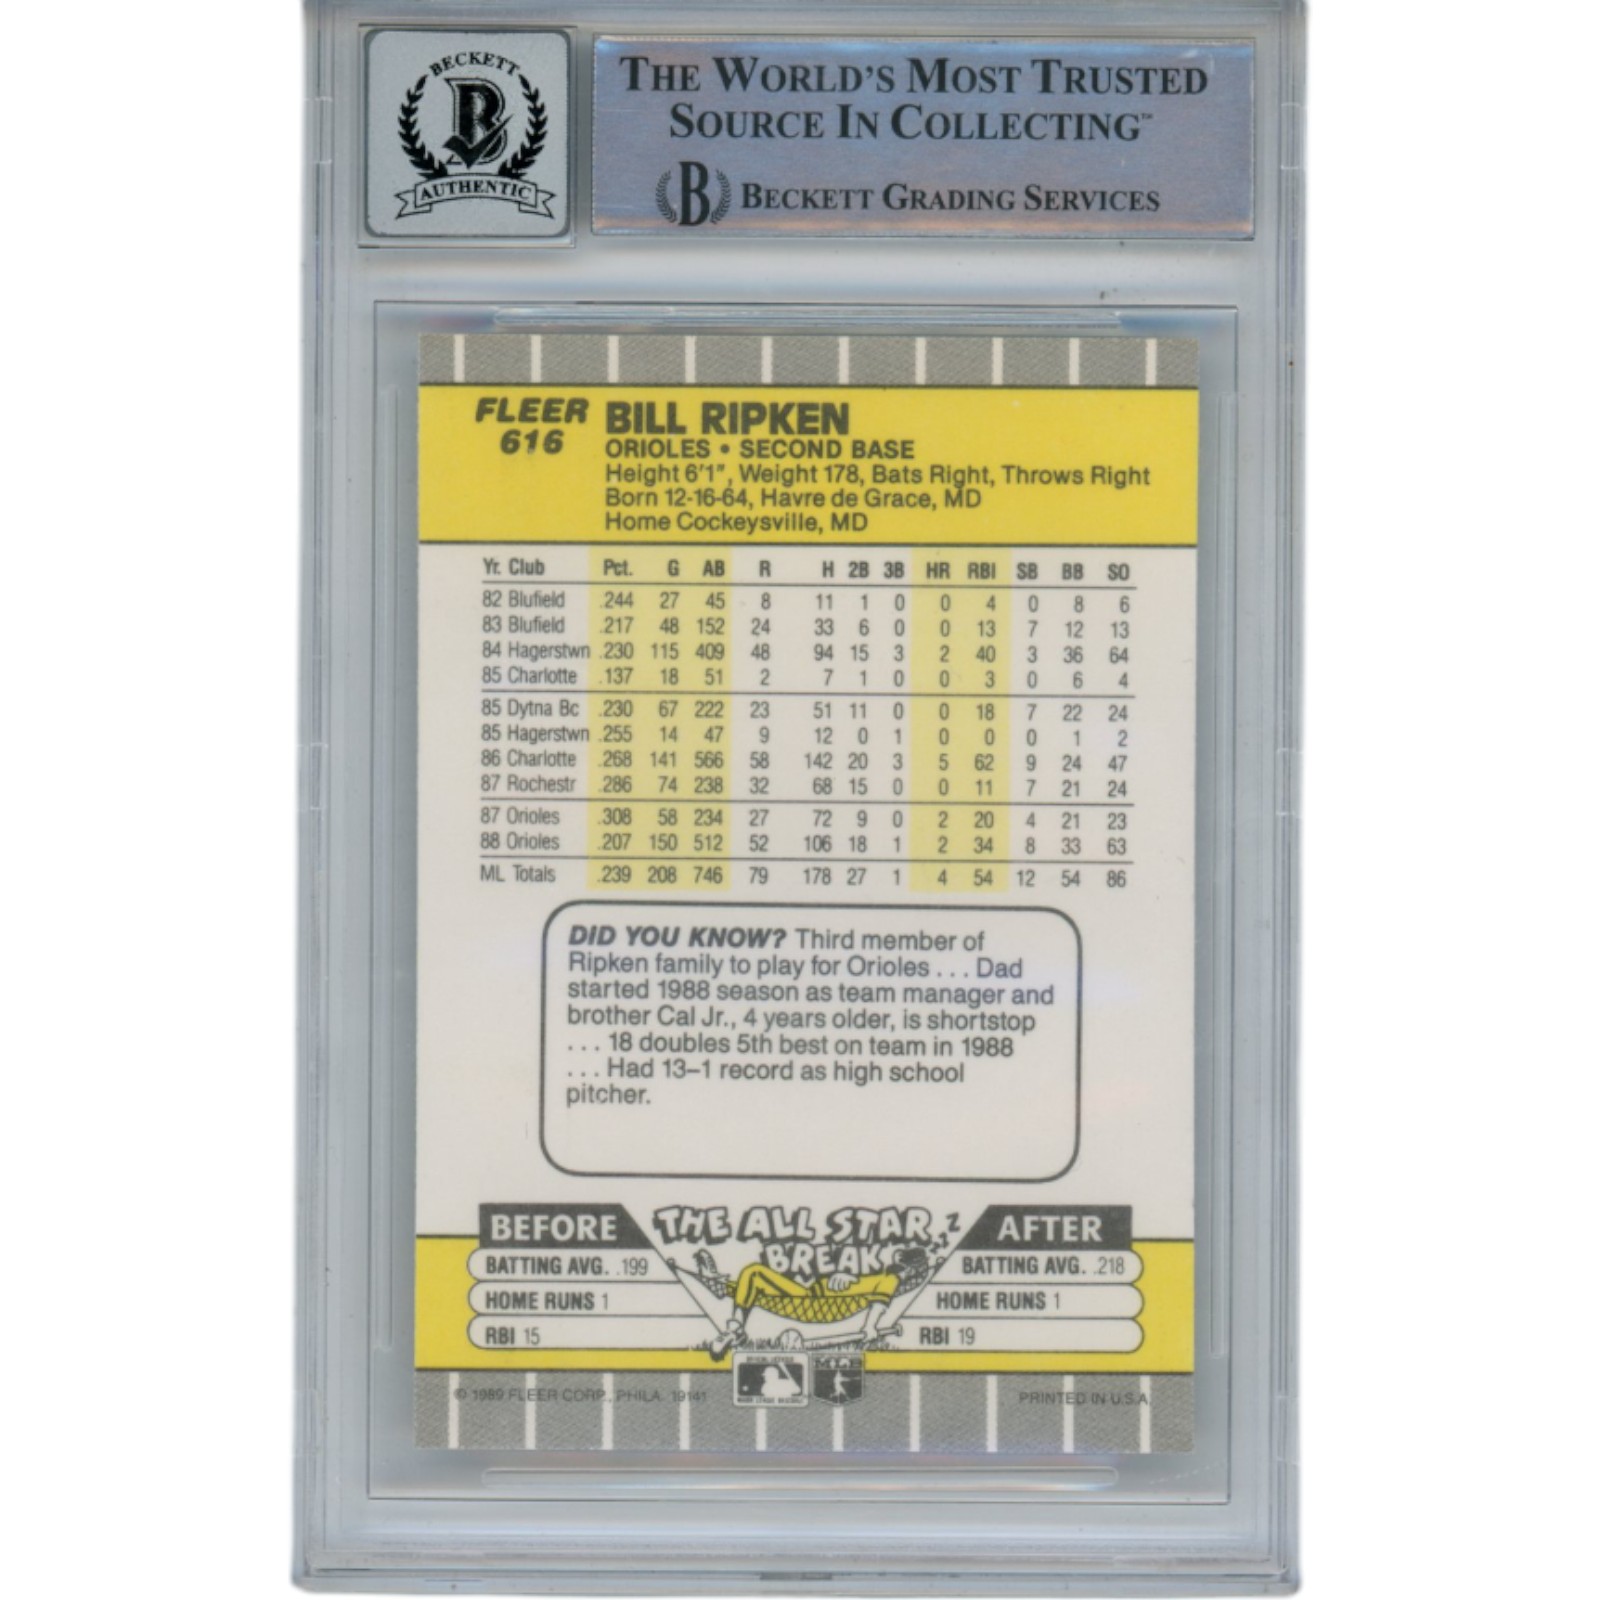 BECKETT
B
AUTHENTIC
THE WORLD'S MOST TRUSTED
SOURCE IN COLLECTING™
B BECKETT GRADING SERVICES
FLEER
616
BILL RIPKEN
ORIOLES • SECOND BASE
Height 6'1", Weight 178, Bats Right, Throws Right
Born 12-16-64, Havre de Grace, MD
Home Cockeysville, MD
Yr. Club Pct. G AB R H 2B 3B HR RBI SB BB SO
82 Blufield .244 27 45 8 11 1 0 0 4 0 8 6
83 Blufield .217 48 152 24 33 6 0 0 13 7 12 13
84 Hagerstwn .230 115 409 48 94 15 3 2 40 3 36 64
85 Charlotte .137 18 51 2 7 1 0 0 3 0 6 4
85 Dytna Bc .230 67 222 23 51 11 0 0 18 7 22 24
85 Hagerstwn .255 14 47 9 12 0 1 0 0 0 1 2
86 Charlotte .268 141 566 58 142 20 3 5 62 9 24 47
87 Rochestr .286 74 238 32 68 15 0 0 11 7 21 24
87 Orioles .308 58 234 27 72 9 0 2 20 4 21 23
88 Orioles .207 150 512 52 106 18 1 2 34 8 33 63
ML Totals .239 208 746 79 178 27 1 4 54 12 54 86
DID YOU KNOW? Third member of
Ripken family to play for Orioles . . . Dad
started 1988 season as team manager and
brother Cal Jr., 4 years older, is shortstop
. . . 18 doubles 5th best on team in 1988
. . . Had 13–1 record as high school
pitcher.
BEFORE
BATTING AVG. .199
HOME RUNS 1
RBI 15
THE ALL STAR
BREAK
ZZZZ
AFTER
BATTING AVG. .218
HOME RUNS 1
RBI 19
MLB
© 1989 FLEER CORP., PHILA. 19141
PRINTED IN U.S.A.